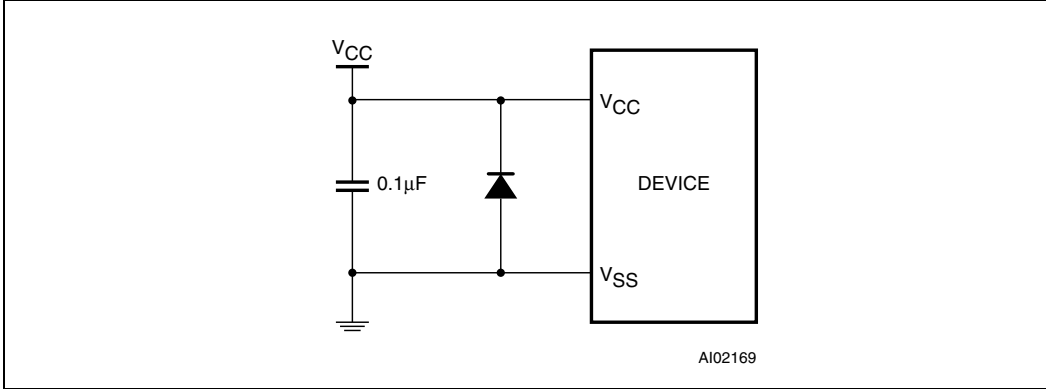 VCC
VCC
0.1μF
DEVICE
VSS
AI02169